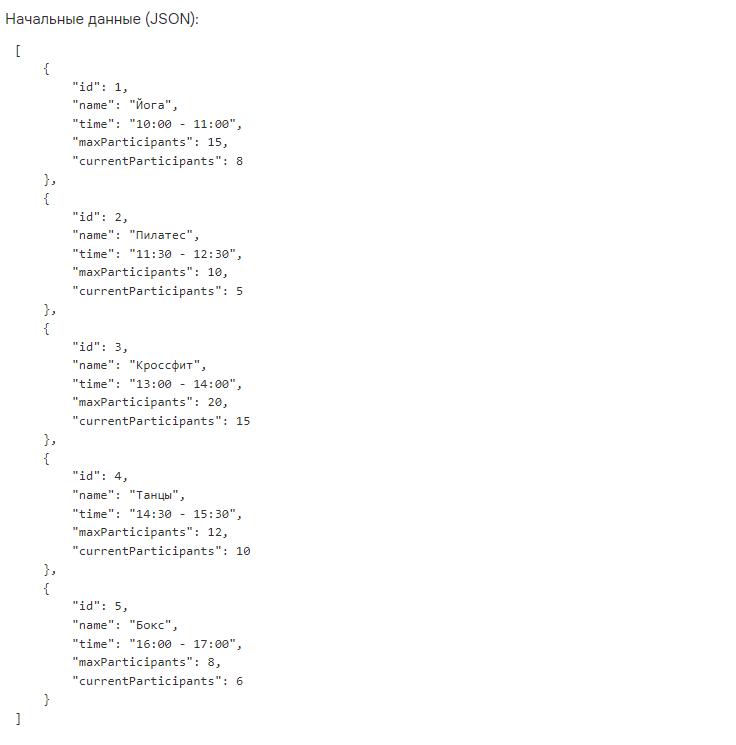 Начальные данные (JSON):
[
    {
        "id": 1,
        "name": "Йога",
        "time": "10:00 - 11:00",
        "maxParticipants": 15,
        "currentParticipants": 8
    },
    {
        "id": 2,
        "name": "Пилатес",
        "time": "11:30 - 12:30",
        "maxParticipants": 10,
        "currentParticipants": 5
    },
    {
        "id": 3,
        "name": "Кроссфит",
        "time": "13:00 - 14:00",
        "maxParticipants": 20,
        "currentParticipants": 15
    },
    {
        "id": 4,
        "name": "Танцы",
        "time": "14:30 - 15:30",
        "maxParticipants": 12,
        "currentParticipants": 10
    },
    {
        "id": 5,
        "name": "Бокс",
        "time": "16:00 - 17:00",
        "maxParticipants": 8,
        "currentParticipants": 6
    }
]